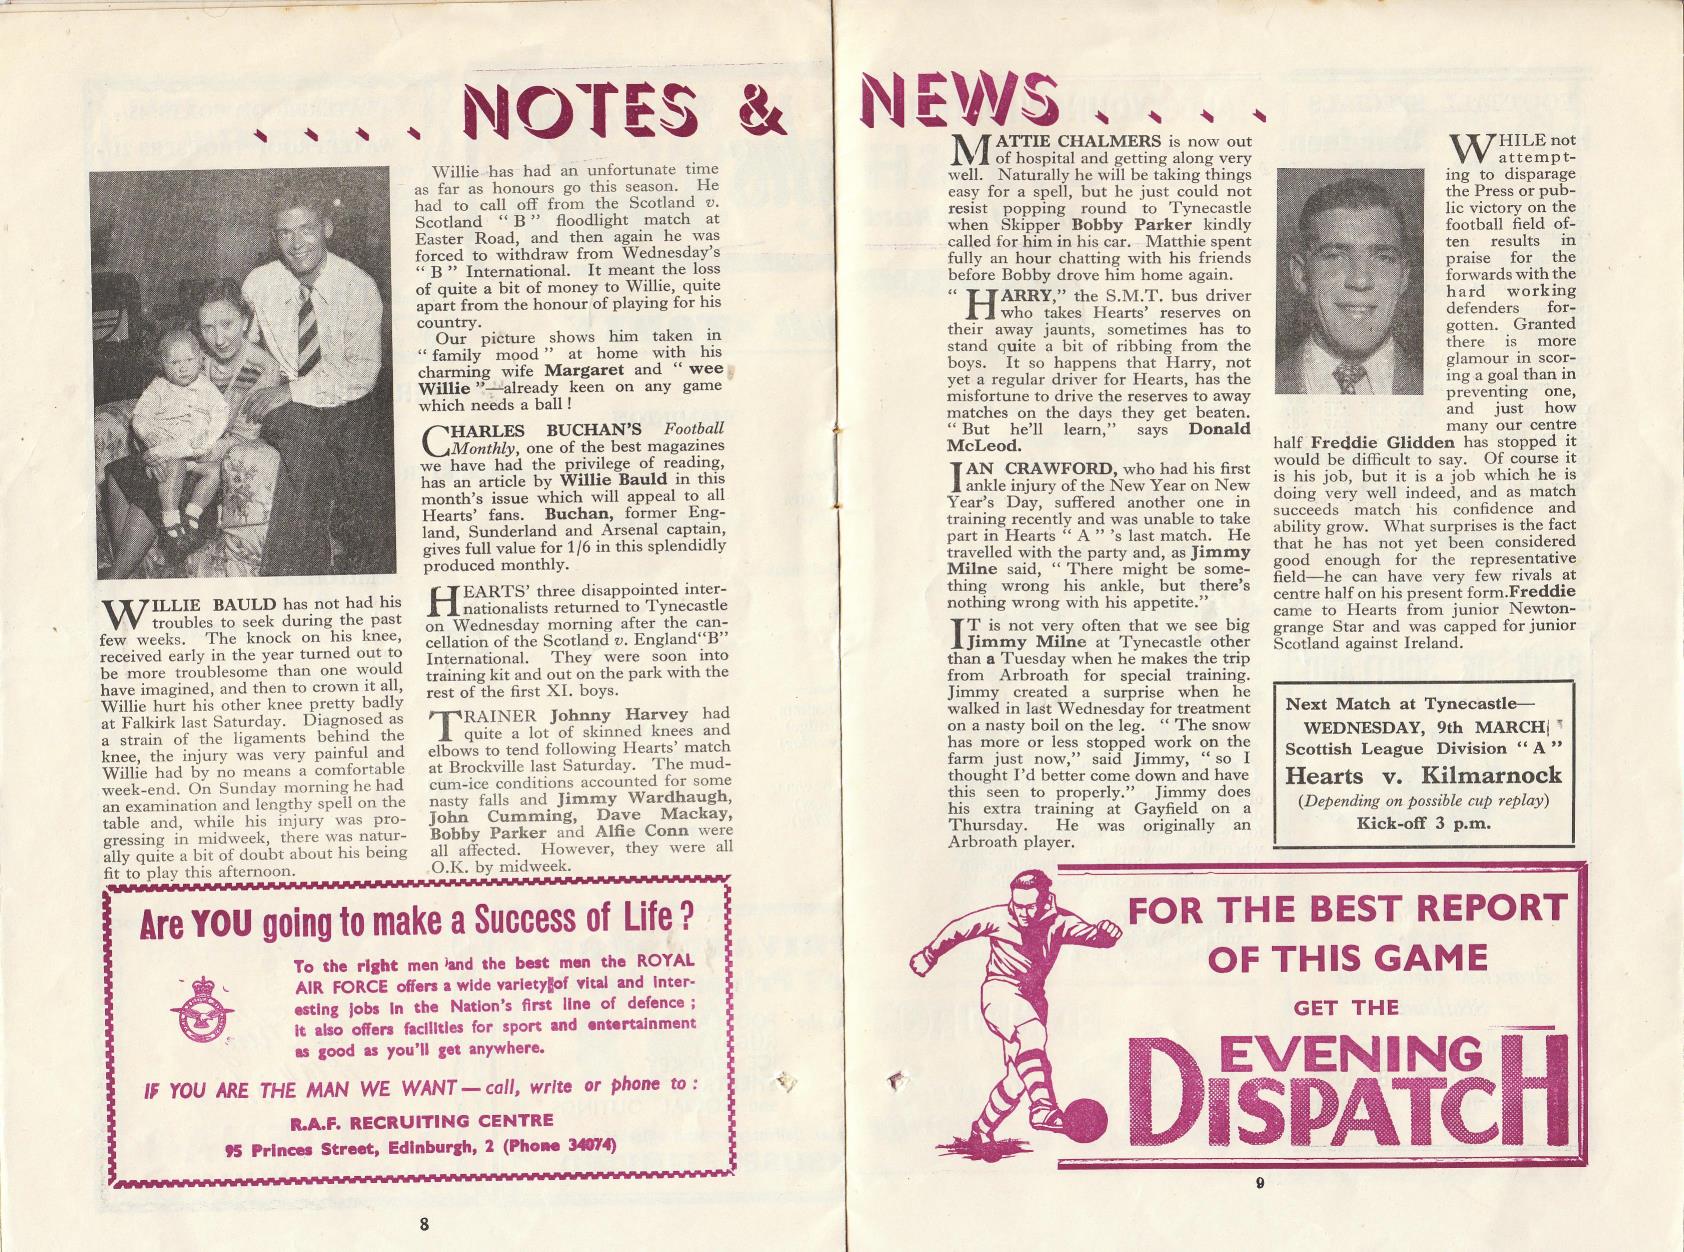 . . . . NOTES &
WILLIE BAULD has not had his
troubles to seek during the past
few weeks. The knock on his knee,
received early in the year turned out to
be more troublesome than one would
have imagined, and then to crown it all,
Willie hurt his other knee pretty badly
at Falkirk last Saturday. Diagnosed as
a strain of the ligaments behind the
knee, the injury was very painful and
Willie had by no means a comfortable
week-end. On Sunday morning he had
an examination and lengthy spell on the
table and, while his injury was pro-
gressing in midweek, there was natur-
ally quite a bit of doubt about his being
fit to play this afternoon.
Willie has had an unfortunate time
as far as honours go this season. He
had to call off from the Scotland v.
Scotland “ B ” floodlight match at
Easter Road, and then again he was
forced to withdraw from Wednesday's
“ B ” International. It meant the loss
of quite a bit of money to Willie, quite
apart from the honour of playing for his
country.
Our picture shows him taken in
“ family mood ” at home with his
charming wife Margaret and “ wee
Willie ”—already keen on any game
which needs a ball !
CHARLES BUCHAN'S Football
Monthly, one of the best magazines
we have had the privilege of reading,
has an article by Willie Bauld in this
month's issue which will appeal to all
Hearts' fans. Buchan, former Eng-
land, Sunderland and Arsenal captain,
gives full value for 1/6 in this splendidly
produced monthly.
HEARTS' three disappointed inter-
nationalists returned to Tynecastle
on Wednesday morning after the can-
cellation of the Scotland v. England“B”
International. They were soon into
training kit and out on the park with the
rest of the first XI. boys.
TRAINER Johnny Harvey had
quite a lot of skinned knees and
elbows to tend following Hearts' match
at Brockville last Saturday. The mud-
cum-ice conditions accounted for some
nasty falls and Jimmy Wardhaugh,
John Cumming, Dave Mackay,
Bobby Parker and Alfie Conn were
all affected. However, they were all
O.K. by midweek.
Are YOU going to make a Success of Life ?
To the right men and the best men the ROYAL
AIR FORCE offers a wide variety of vital and inter-
esting jobs in the Nation's first line of defence ;
it also offers facilities for sport and entertainment
as good as you'll get anywhere.
IF YOU ARE THE MAN WE WANT — call, write or phone to :
R.A.F. RECRUITING CENTRE
95 Princes Street, Edinburgh, 2 (Phone 34074)
8
NEWS . . . .
MATTIE CHALMERS is now out
of hospital and getting along very
well. Naturally he will be taking things
easy for a spell, but he just could not
resist popping round to Tynecastle
when Skipper Bobby Parker kindly
called for him in his car. Matthie spent
fully an hour chatting with his friends
before Bobby drove him home again.
“ HARRY,” the S.M.T. bus driver
who takes Hearts' reserves on
their away jaunts, sometimes has to
stand quite a bit of ribbing from the
boys. It so happens that Harry, not
yet a regular driver for Hearts, has the
misfortune to drive the reserves to away
matches on the days they get beaten.
“ But he'll learn,” says Donald
McLeod.
IAN CRAWFORD, who had his first
ankle injury of the New Year on New
Year's Day, suffered another one in
training recently and was unable to take
part in Hearts “ A ” 's last match. He
travelled with the party and, as Jimmy
Milne said, “ There might be some-
thing wrong his ankle, but there's
nothing wrong with his appetite.”
IT is not very often that we see big
Jimmy Milne at Tynecastle other
than a Tuesday when he makes the trip
from Arbroath for special training.
Jimmy created a surprise when he
walked in last Wednesday for treatment
on a nasty boil on the leg. “ The snow
has more or less stopped work on the
farm just now,” said Jimmy, “ so I
thought I'd better come down and have
this seen to properly.” Jimmy does
his extra training at Gayfield on a
Thursday. He was originally an
Arbroath player.
WHILE not
attempt-
ing to disparage
the Press or pub-
lic victory on the
football field of-
ten results in
praise for the
forwards with the
hard working
defenders for-
gotten. Granted
there is more
glamour in scor-
ing a goal than in
preventing one,
and just how
many our centre
half Freddie Glidden has stopped it
would be difficult to say. Of course it
is his job, but it is a job which he is
doing very well indeed, and as match
succeeds match his confidence and
ability grow. What surprises is the fact
that he has not yet been considered
good enough for the representative
field—he can have very few rivals at
centre half on his present form.Freddie
came to Hearts from junior Newton-
grange Star and was capped for junior
Scotland against Ireland.
Next Match at Tynecastle—
WEDNESDAY, 9th MARCH
Scottish League Division “ A ”
Hearts v. Kilmarnock
(Depending on possible cup replay)
Kick-off 3 p.m.
FOR THE BEST REPORT
OF THIS GAME
GET THE
EVENING
DISPATCH
9